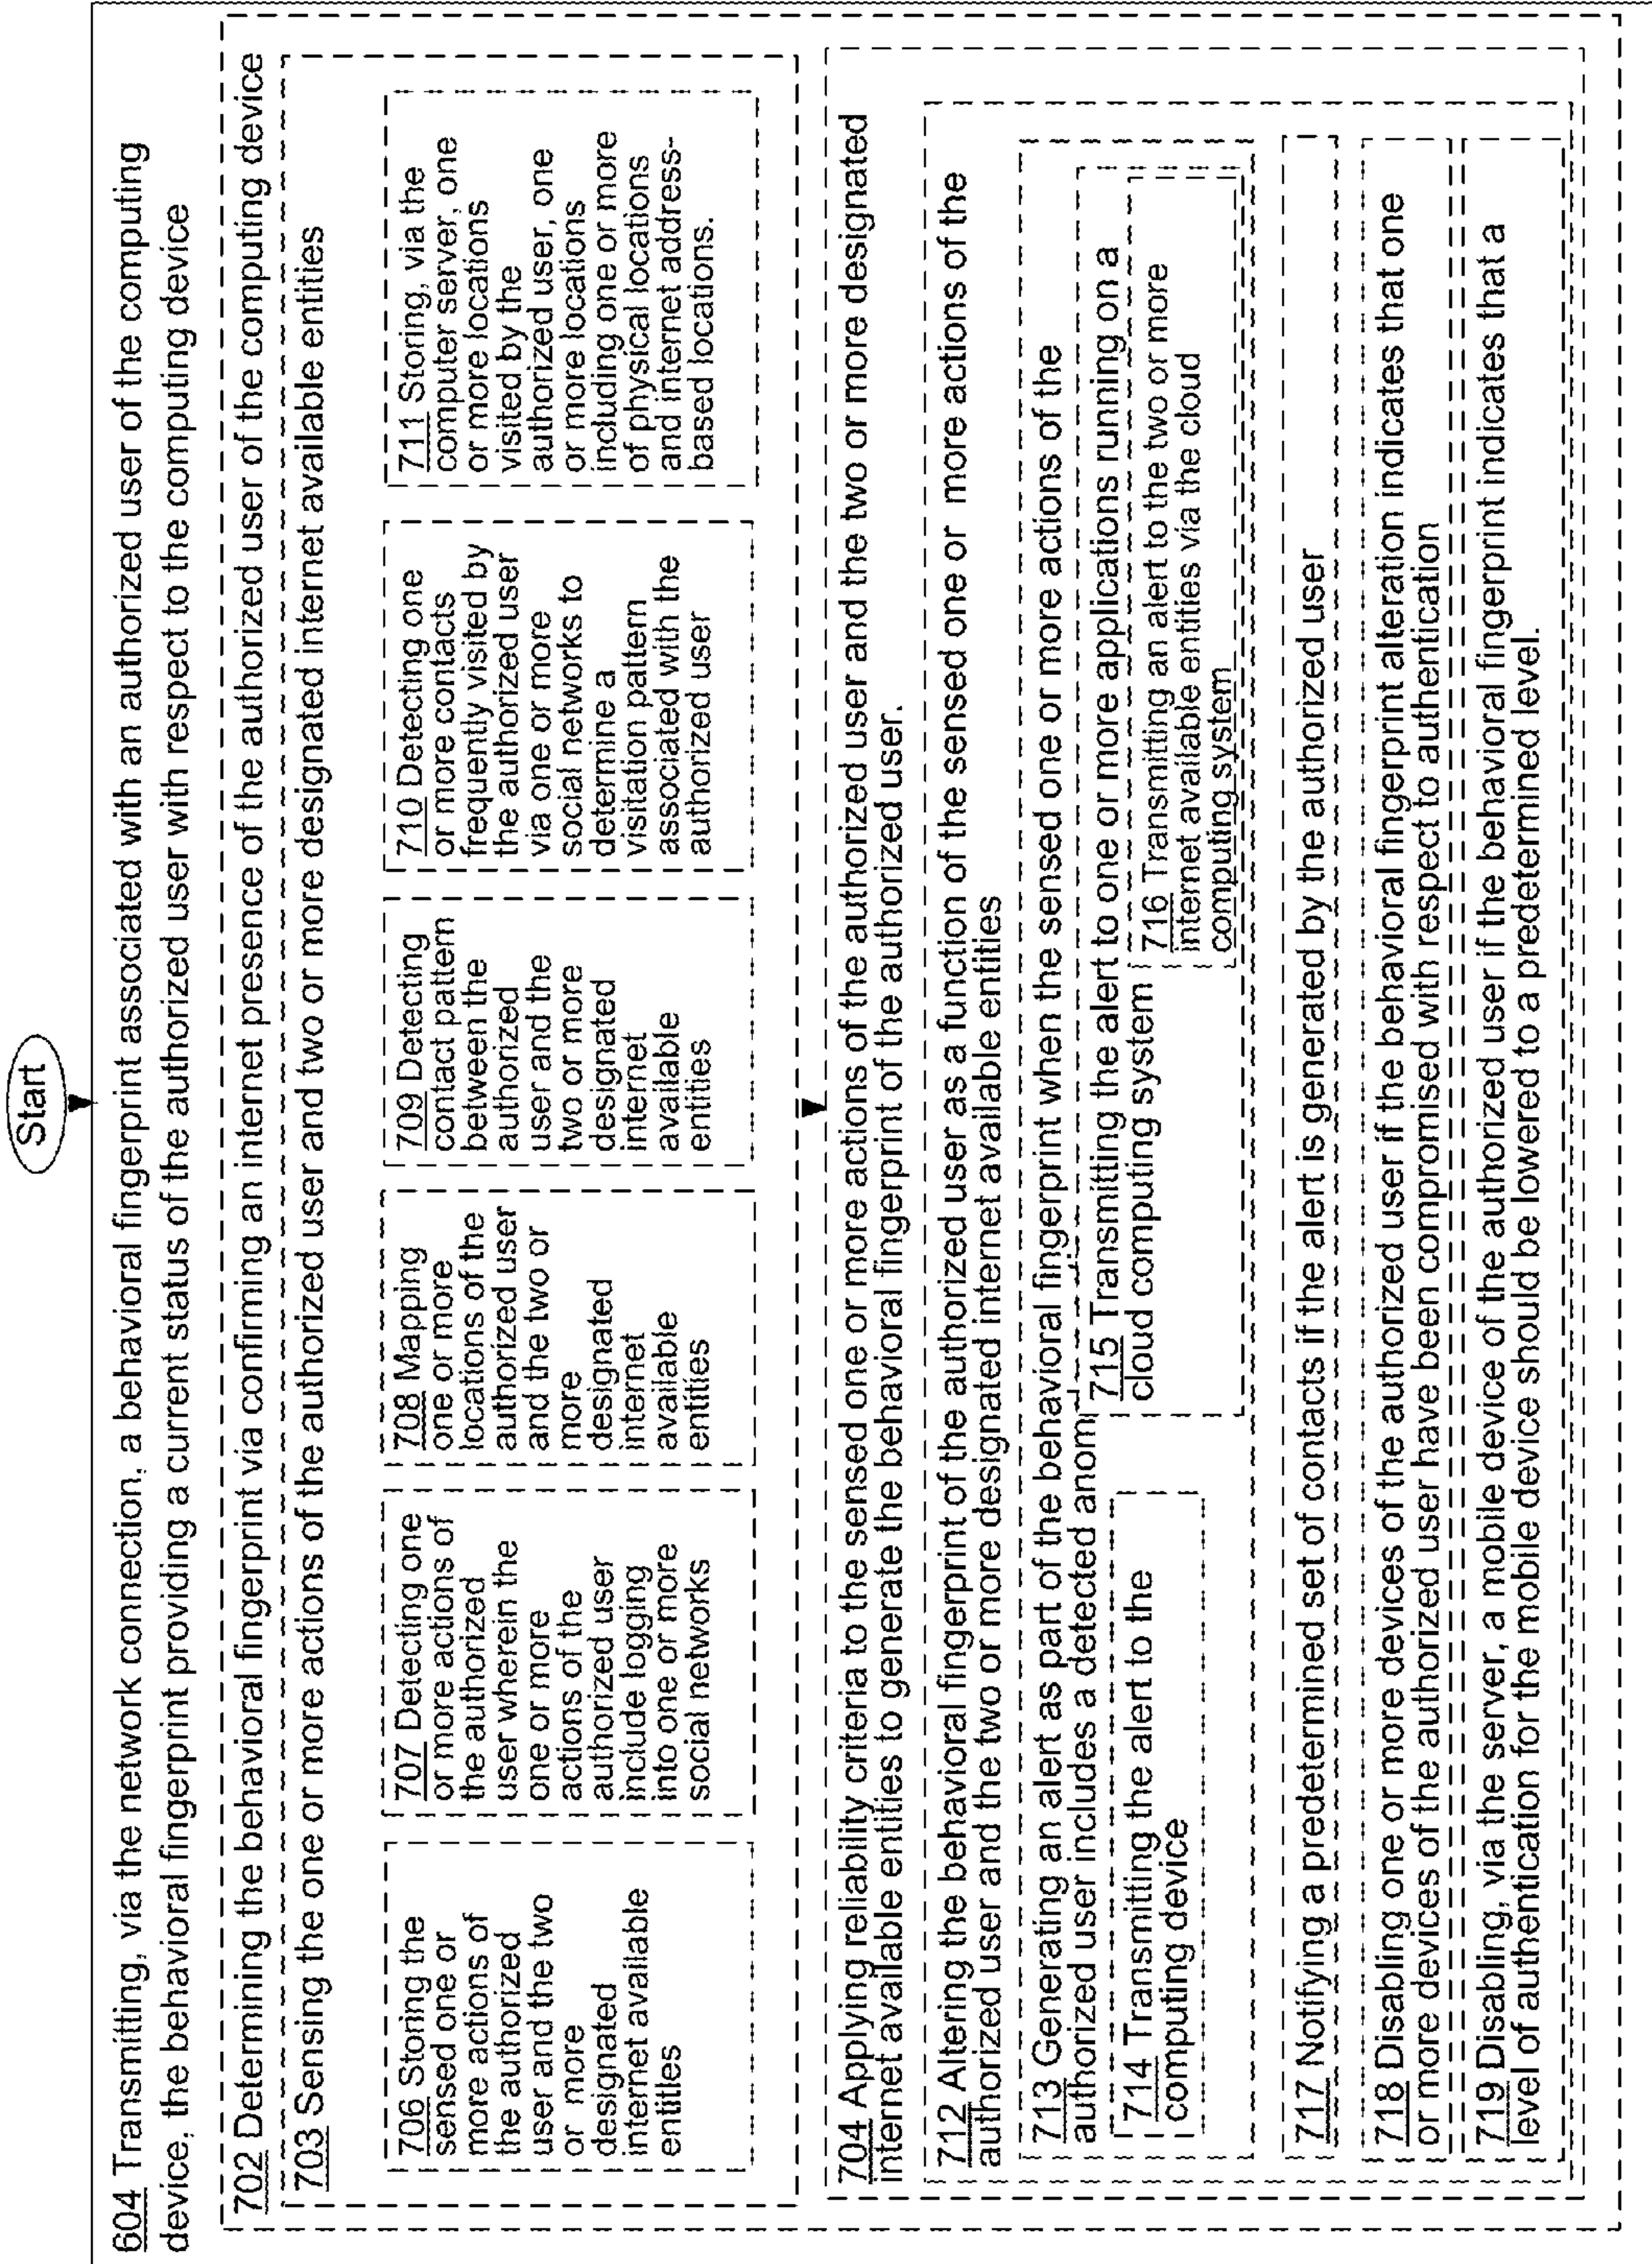 Start
604 Transmitting, via the network connection, a behavioral fingerprint associated with an authorized user of the computing
device, the behavioral fingerprint providing a current status of the authorized user with respect to the computing device
702 Determining the behavioral fingerprint via confirming an internet presence of the authorized user of the computing device
703 Sensing the one or more actions of the authorized user and two or more designated internet available entities
706 Storing the
sensed one or
more actions of
the authorized
user and the two
or more
designated
internet available
entities
707 Detecting one
or more actions of
the authorized
user wherein the
one or more
actions of the
authorized user
include logging
into one or more
social networks
708 Mapping
one or more
locations of the
authorized user
and the two or
more
designated
internet
available
entities
709 Detecting
contact pattern
between the
authorized
user and the
two or more
designated
internet
available
entities
710 Detecting one
or more contacts
frequently visited by
the authorized user
via one or more
social networks to
determine a
visitation pattern
associated with the
authorized user
711 Storing, via the
computer server, one
or more locations
visited by the
authorized user, one
or more locations
including one or more
of physical locations
and internet address-
based locations.
704 Applying reliability criteria to the sensed one or more actions of the authorized user and the two or more designated
internet available entities to generate the behavioral fingerprint of the authorized user.
712 Altering the behavioral fingerprint of the authorized user as a function of the sensed one or more actions of the
authorized user and the two or more designated internet available entities
713 Generating an alert as part of the behavioral fingerprint when the sensed one or more actions of the
authorized user includes a detected anom
714 Transmitting the alert to the
computing device
715 Transmitting the alert to one or more applications running on a
cloud computing system
716 Transmitting an alert to the two or more
internet available entities via the cloud
computing system
717 Notifying a predetermined set of contacts if the alert is generated by the authorized user
718 Disabling one or more devices of the authorized user if the behavioral fingerprint alteration indicates that one
or more devices of the authorized user have been compromised with respect to authentication
719 Disabling, via the server, a mobile device of the authorized user if the behavioral fingerprint indicates that a
level of authentication for the mobile device should be lowered to a predetermined level.